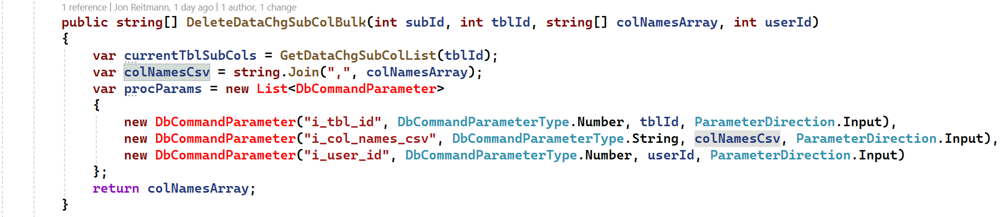 1 reference | Jon Reitmann, 1 day ago | 1 author, 1 change
public string[] DeleteDataChgSubColBulk(int subId, int tblId, string[] colNamesArray, int userId)
{
    var currentTblSubCols = GetDataChgSubColList(tblId);
    var colNamesCsv = string.Join(",", colNamesArray);
    var procParams = new List<DbCommandParameter>
    {
        new DbCommandParameter("i_tbl_id", DbCommandParameterType.Number, tblId, ParameterDirection.Input),
        new DbCommandParameter("i_col_names_csv", DbCommandParameterType.String, colNamesCsv, ParameterDirection.Input),
        new DbCommandParameter("i_user_id", DbCommandParameterType.Number, userId, ParameterDirection.Input)
    };
    return colNamesArray;
}